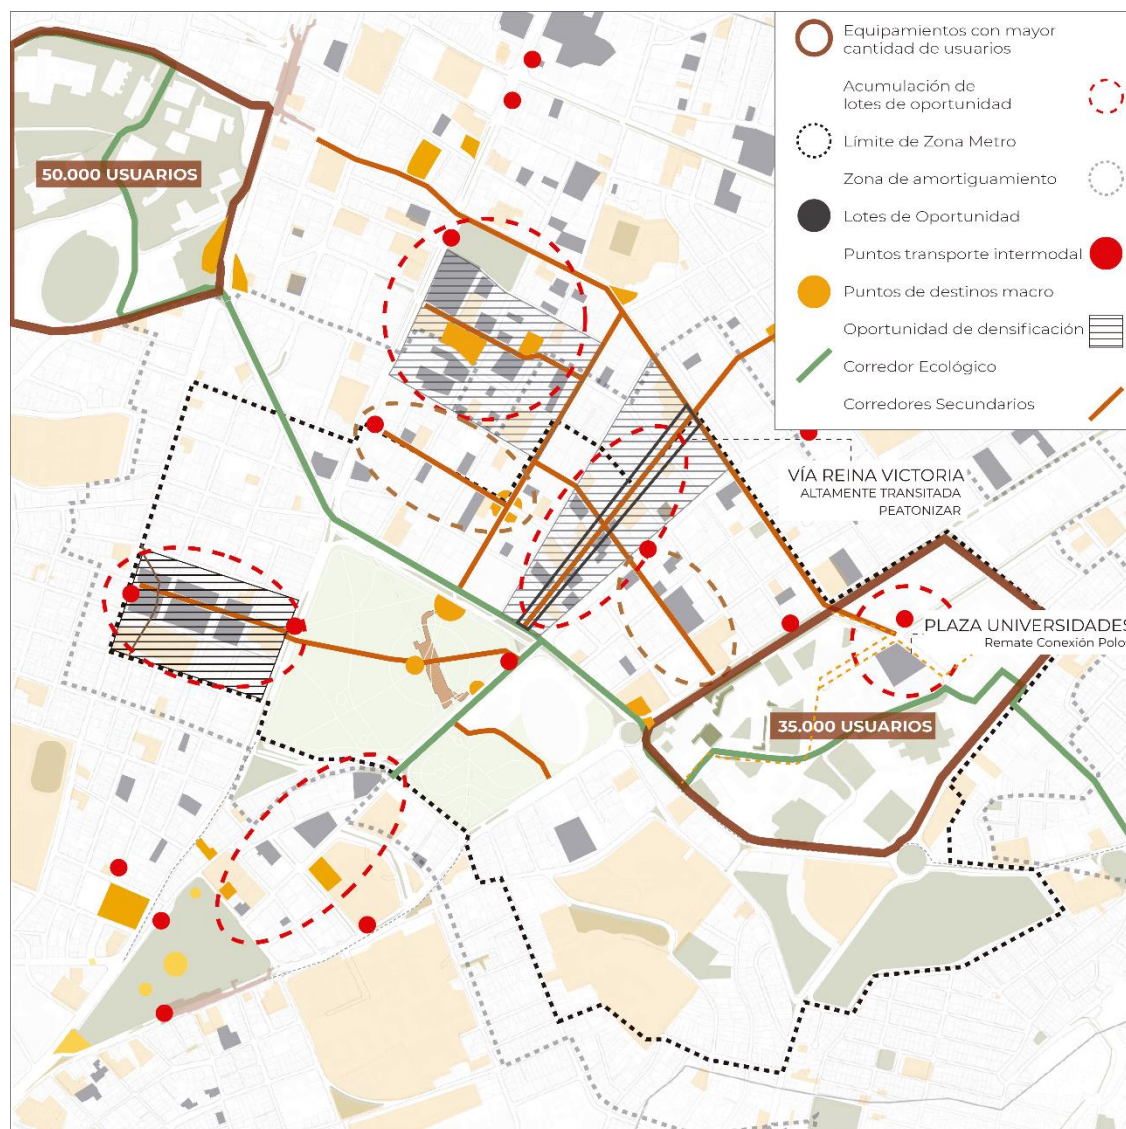 Equipamientos con mayor
cantidad de usuarios
Acumulación de
lotes de oportunidad
Límite de Zona Metro
Zona de amortiguamiento
Lotes de Oportunidad
Puntos transporte intermodal
Puntos de destinos macro
Oportunidad de densificación
Corredor Ecológico
Corredores Secundarios
50.000 USUARIOS
VÍA REINA VICTORIA
ALTAMENTE TRANSITADA
PEATONIZAR
PLAZA UNIVERSIDADES
Remate Conexión Polo
35.000 USUARIOS